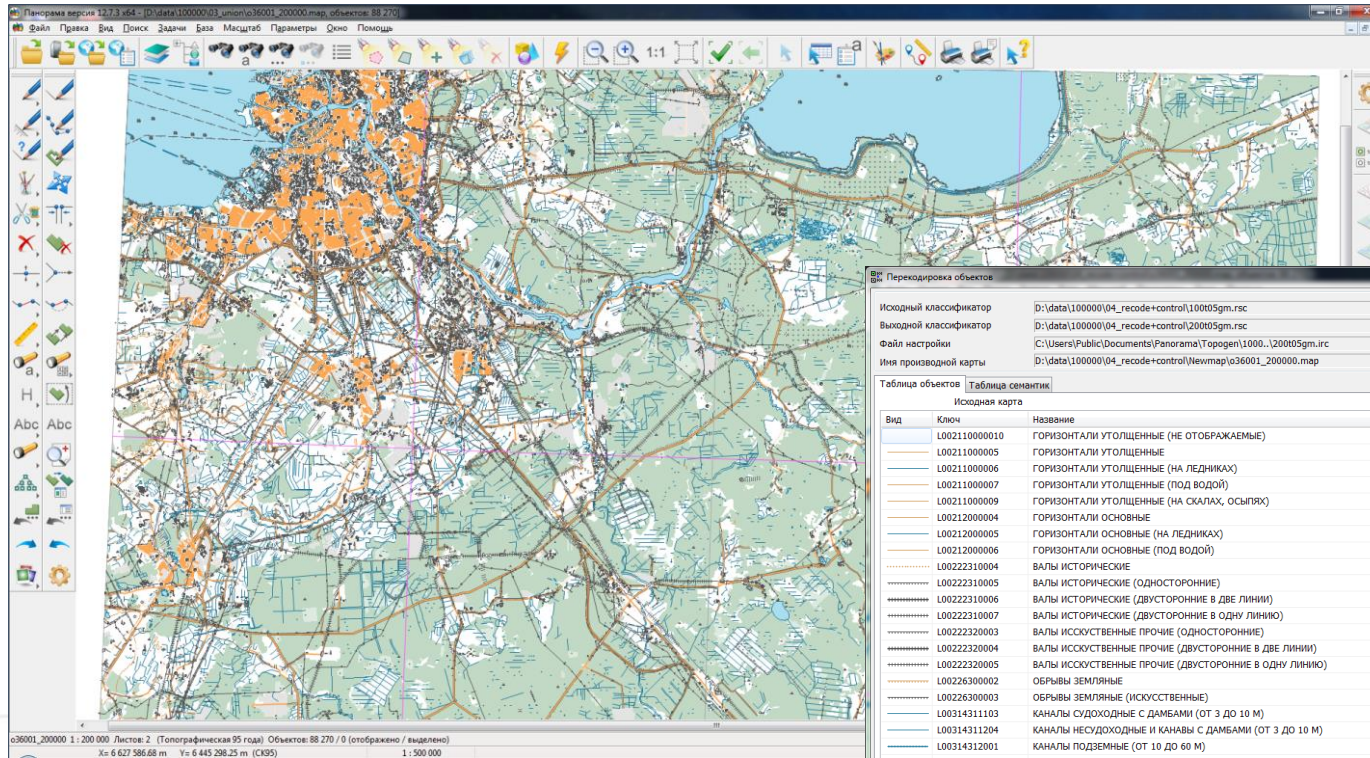 Панорама версия 12.7.3 x64 - [D:\data\100000\03_union\o36001_200000.map, объектов: 88 270]
Файл Правка Вид Поиск Задачи База Масштаб Параметры Окно Помощь
a
1:1
a
?
a
H
Abc Abc
Перекодировка объектов
Исходный классификатор D:\data\100000\04_recode+control\100t05gm.rsc
Выходной классификатор D:\data\100000\04_recode+control\200t05gm.rsc
Файл настройки C:\Users\Public\Documents\Panorama\Topogen\1000..\200t05gm.irc
Имя производной карты D:\data\100000\04_recode+control\Newmap\o36001_200000.map
Таблица объектов Таблица семантик
Исходная карта
Вид Ключ Название
L002110000010 ГОРИЗОНТАЛИ УТОЛЩЕННЫЕ (НЕ ОТОБРАЖАЕМЫЕ)
L00211000005 ГОРИЗОНТАЛИ УТОЛЩЕННЫЕ
L00211000006 ГОРИЗОНТАЛИ УТОЛЩЕННЫЕ (НА ЛЕДНИКАХ)
L00211000007 ГОРИЗОНТАЛИ УТОЛЩЕННЫЕ (ПОД ВОДОЙ)
L00211000009 ГОРИЗОНТАЛИ УТОЛЩЕННЫЕ (НА СКАЛАХ, ОСЫПЯХ)
L00212000004 ГОРИЗОНТАЛИ ОСНОВНЫЕ
L00212000005 ГОРИЗОНТАЛИ ОСНОВНЫЕ (НА ЛЕДНИКАХ)
L00212000006 ГОРИЗОНТАЛИ ОСНОВНЫЕ (ПОД ВОДОЙ)
L00222310004 ВАЛЫ ИСТОРИЧЕСКИЕ
L00222310005 ВАЛЫ ИСТОРИЧЕСКИЕ (ОДНОСТОРОННИЕ)
L00222310006 ВАЛЫ ИСТОРИЧЕСКИЕ (ДВУСТОРОННИЕ В ДВЕ ЛИНИИ)
L00222310007 ВАЛЫ ИСТОРИЧЕСКИЕ (ДВУСТОРОННИЕ В ОДНУ ЛИНИЮ)
L00222320003 ВАЛЫ ИССКУСТВЕННЫЕ ПРОЧИЕ (ОДНОСТОРОННИЕ)
L00222320004 ВАЛЫ ИССКУСТВЕННЫЕ ПРОЧИЕ (ДВУСТОРОННИЕ В ДВЕ ЛИНИИ)
L00222320005 ВАЛЫ ИССКУСТВЕННЫЕ ПРОЧИЕ (ДВУСТОРОННИЕ В ОДНУ ЛИНИЮ)
L00226300002 ОБРЫВЫ ЗЕМЛЯНЫЕ
L00226300003 ОБРЫВЫ ЗЕМЛЯНЫЕ (ИСКУССТВЕННЫЕ)
L00314311103 КАНАЛЫ СУДОХОДНЫЕ С ДАМБАМИ (ОТ 3 ДО 10 М)
L00314311204 КАНАЛЫ НЕСУДОХОДНЫЕ И КАНАВЫ С ДАМБАМИ (ОТ 3 ДО 10 М)
L00314312001 КАНАЛЫ ПОДЗЕМНЫЕ (ОТ 10 ДО 60 М)
o36001_200000 1 : 200 000 Листов: 2 (Топографическая 95 года) Объектов: 88 270 / 0 (отображено / выделено)
X= 6 627 586.68 m Y= 6 445 298.25 m (СК95) 1 : 500 000